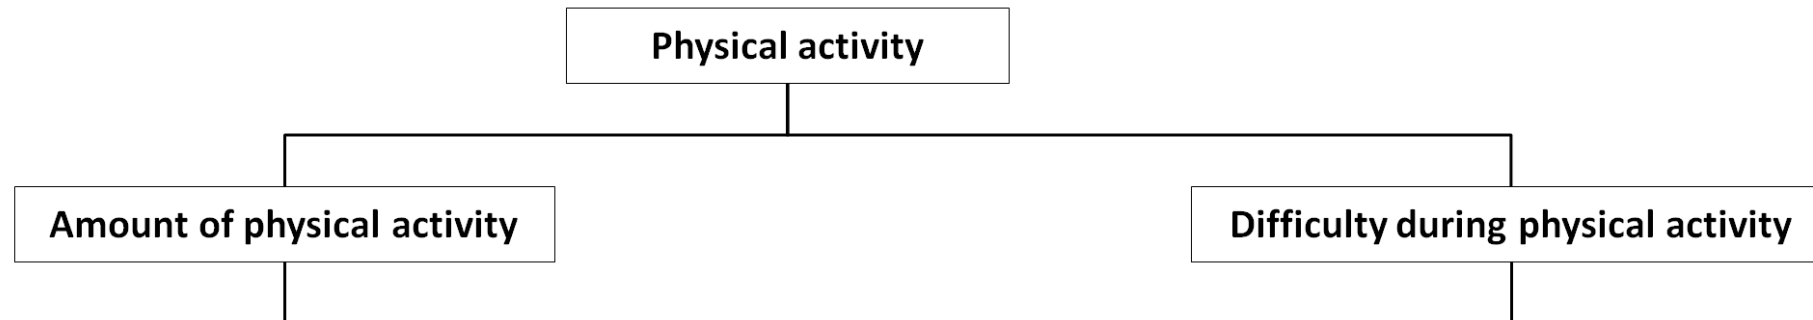 Physical activity
Amount of physical activity
Difficulty during physical activity